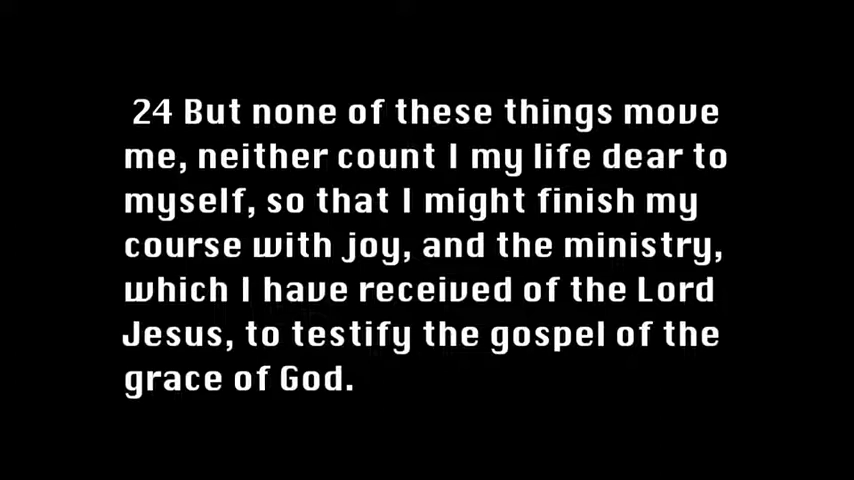 24 But none of these things move
me, neither count I my life dear to
myself, so that I might finish my
course with joy, and the ministry,
which I have received of the Lord
Jesus, to testify the gospel of the
grace of God.